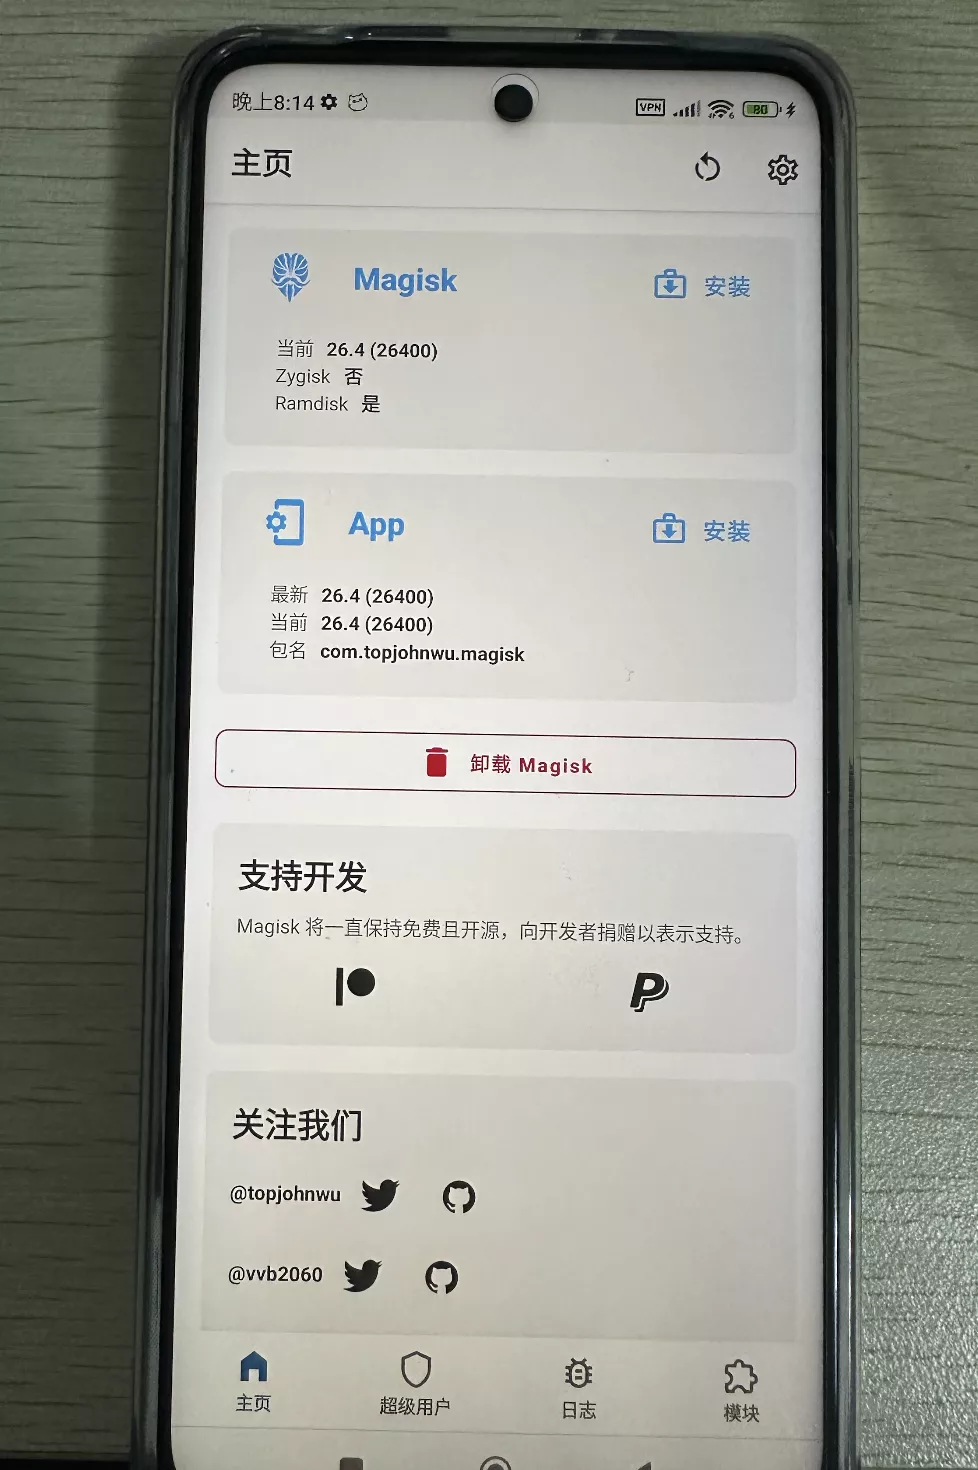 晚上8:14
VPN
6
80
主页
Magisk
安装
当前 26.4 (26400)
Zygisk 否
Ramdisk 是
App
安装
最新 26.4 (26400)
当前 26.4 (26400)
包名 com.topjohnwu.magisk
卸载 Magisk
支持开发
Magisk 将一直保持免费且开源，向开发者捐赠以表示支持。
关注我们
@topjohnwu
@vvb2060
主页
超级用户
日志
模块